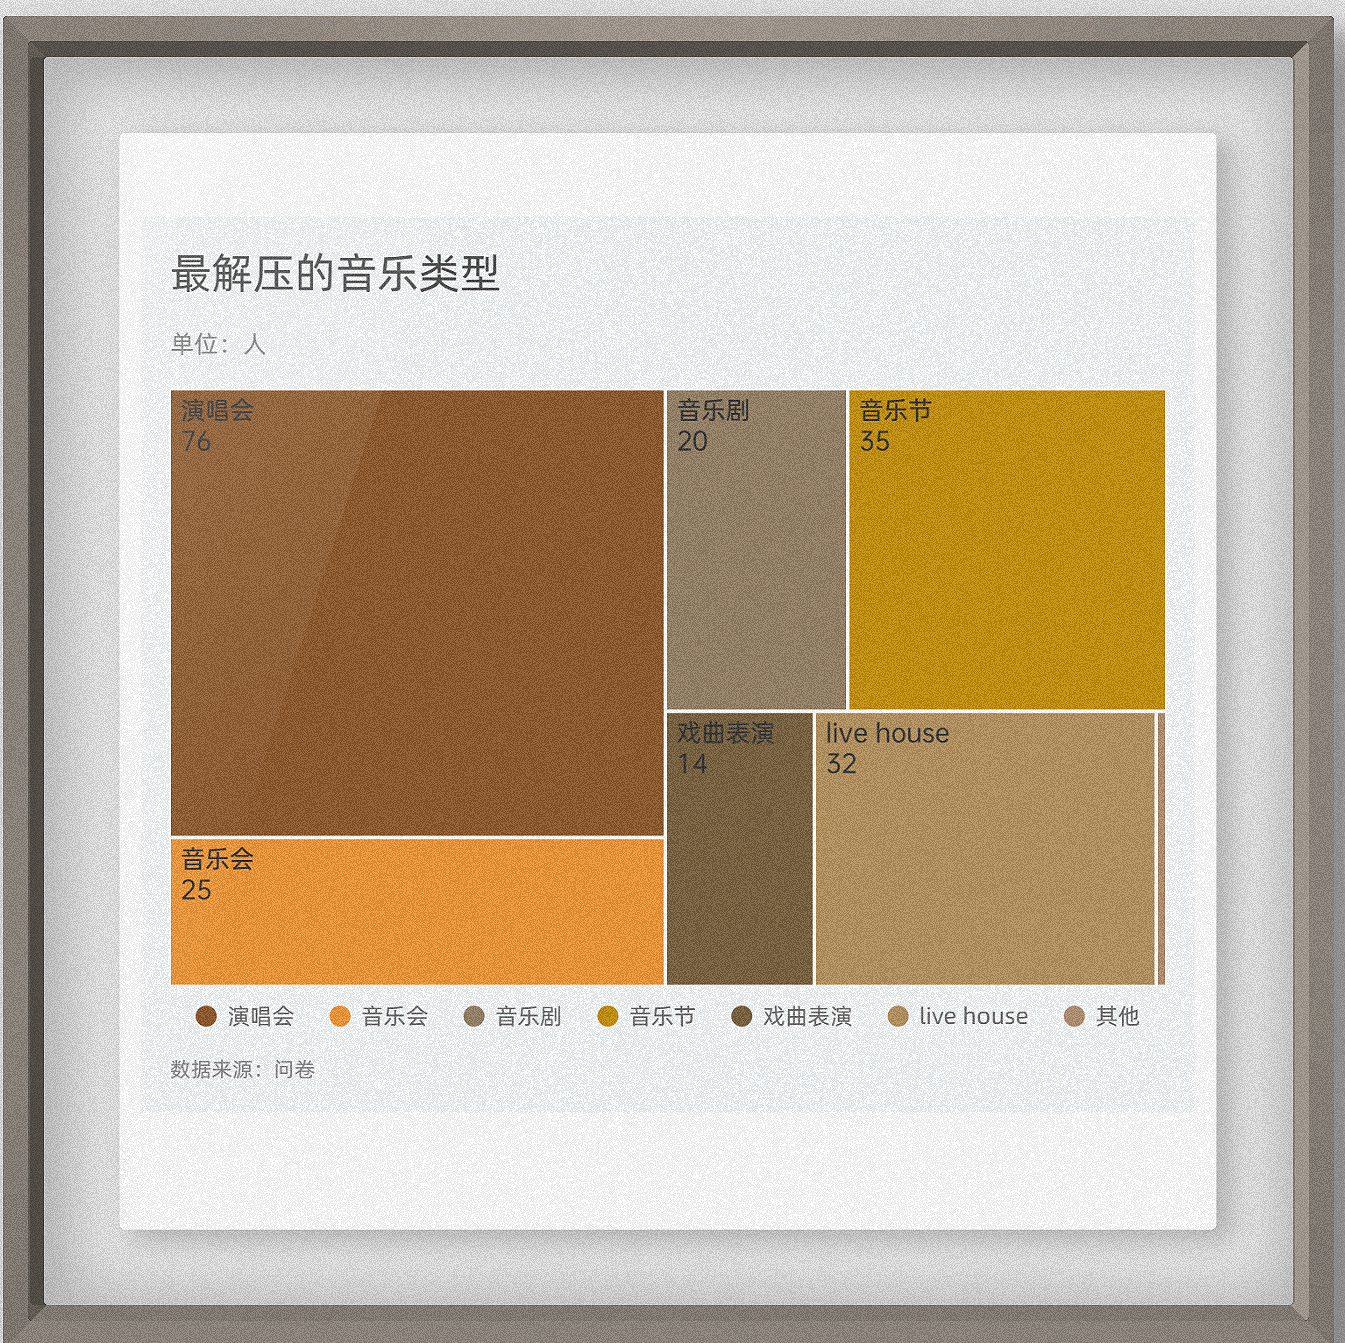 最解压的音乐类型
单位：人
演唱会
76
音乐剧
20
音乐节
35
戏曲表演
14
live house
32
音乐会
25
演唱会 音乐会 音乐剧 音乐节 戏曲表演 live house 其他
数据来源：问卷